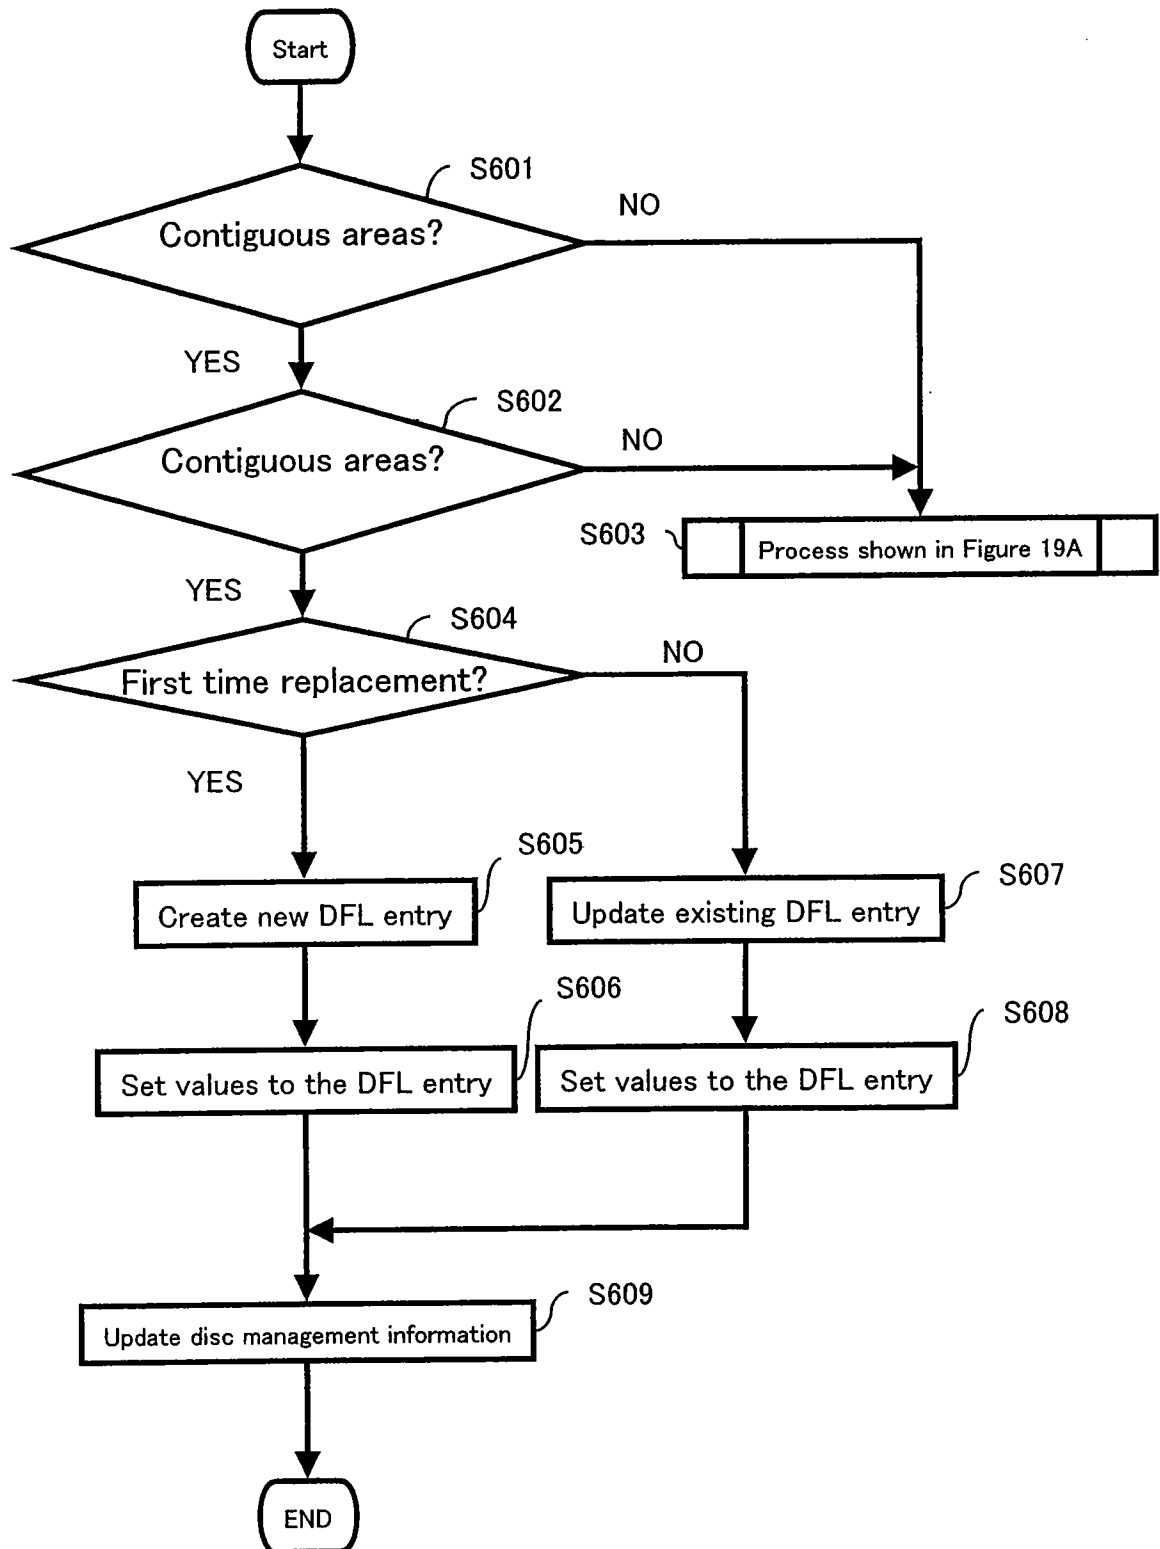 Start
S601
NO
Contiguous areas?
YES
S602
NO
Contiguous areas?
S603
Process shown in Figure 19A
YES
S604
NO
First time replacement?
YES
S605
S607
Create new DFL entry
Update existing DFL entry
S606
S608
Set values to the DFL entry
Set values to the DFL entry
S609
Update disc management information
END